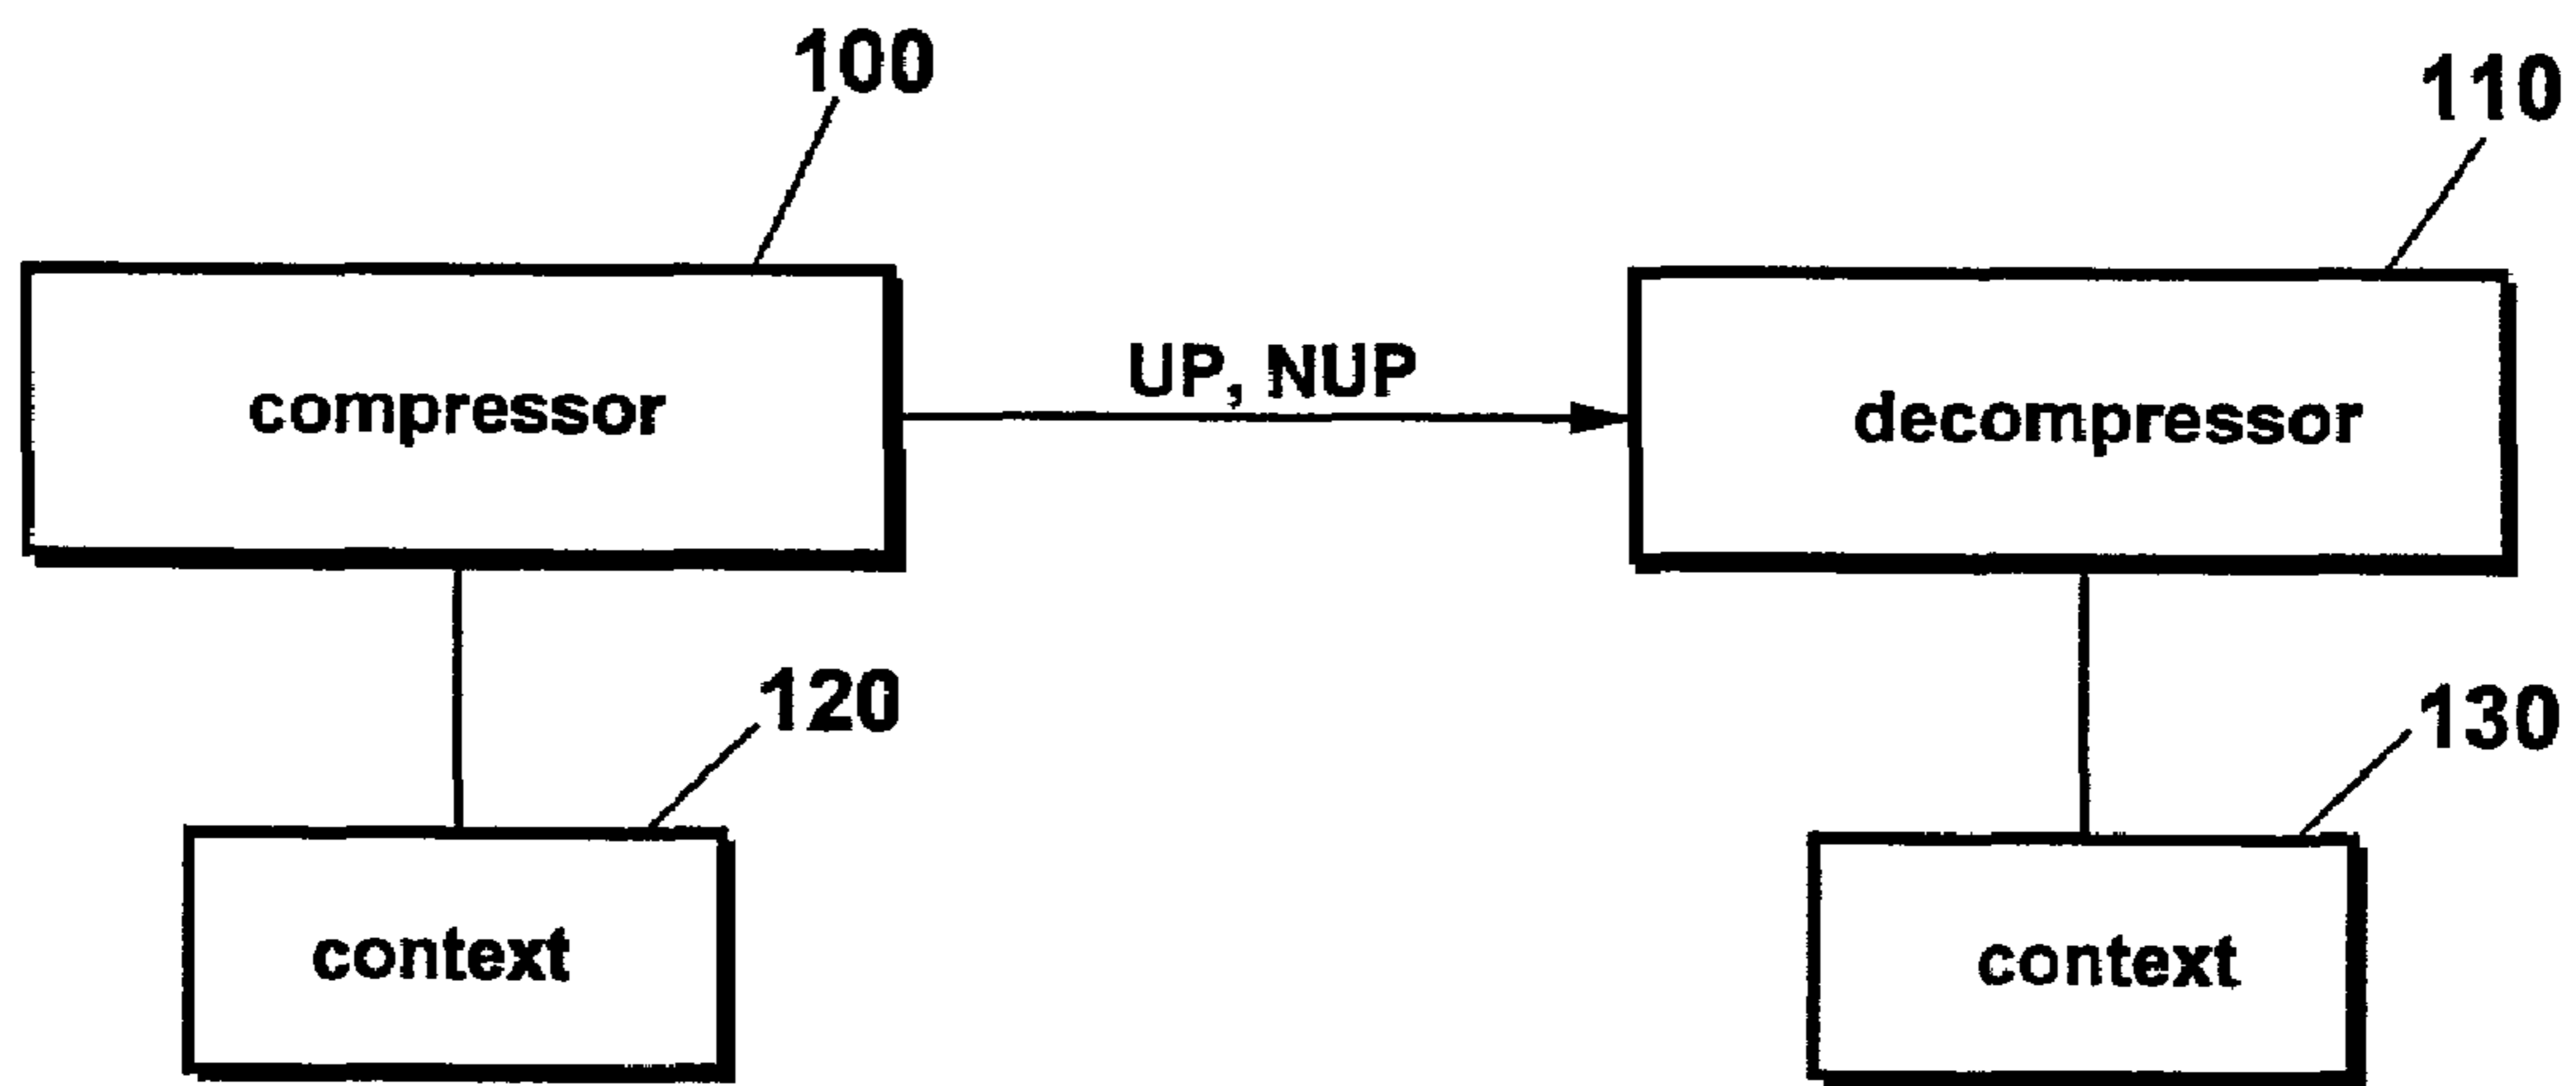 100
110
UP, NUP
compressor
decompressor
120
130
context
context